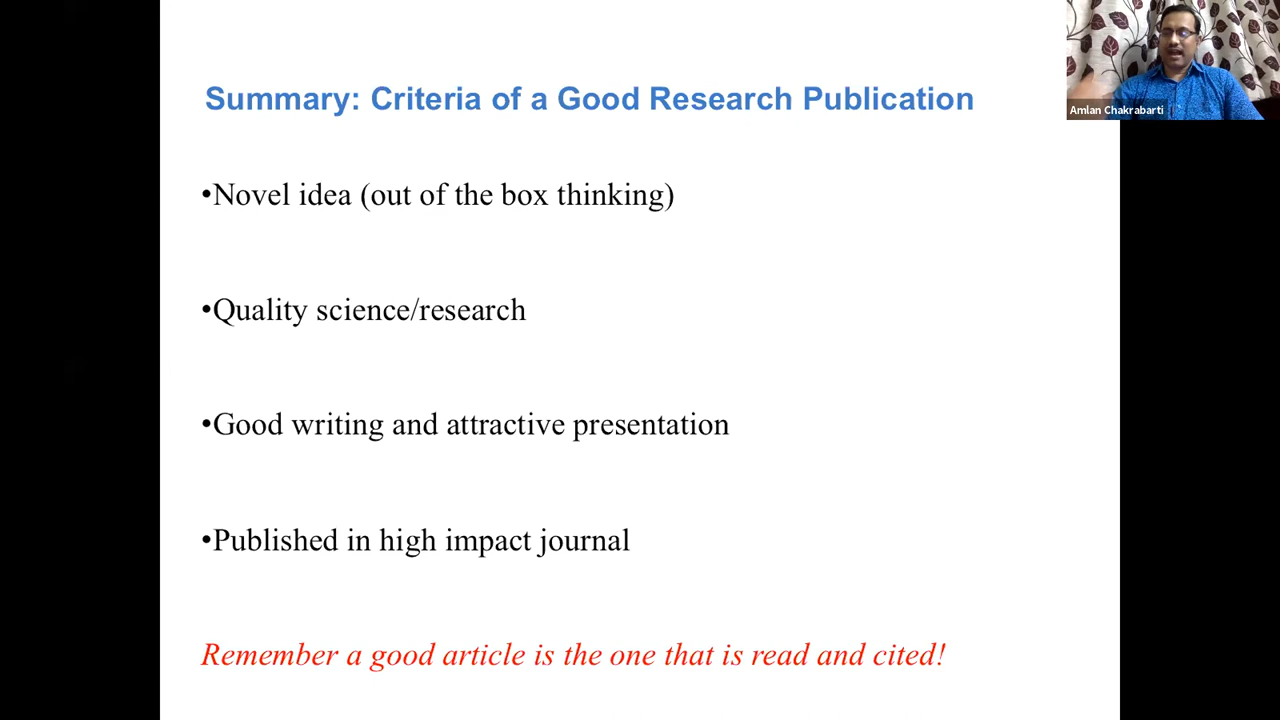 Summary: Criteria of a Good Research Publication
Amlan Chakrabarti
•Novel idea (out of the box thinking)
•Quality science/research
•Good writing and attractive presentation
•Published in high impact journal
Remember a good article is the one that is read and cited!